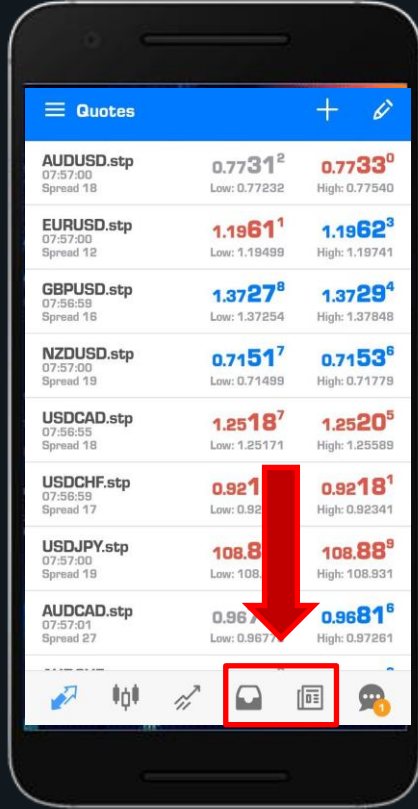 Quotes
AUDUSD.stp 0.7731² 0.7733⁰
07:57:00
Spread 18 Low: 0.77232 High: 0.77540
EURUSD.stp 1.1961¹ 1.1962³
07:57:00
Spread 12 Low: 1.19499 High: 1.19741
GBPUSD.stp 1.3727⁸ 1.3729⁴
07:56:59
Spread 16 Low: 1.37254 High: 1.37848
NZDUSD.stp 0.7151⁷ 0.7153⁶
07:57:00
Spread 19 Low: 0.71499 High: 0.71779
USDCAD.stp 1.2518⁷ 1.2520⁵
07:56:55
Spread 18 Low: 1.25171 High: 1.25589
USDCHF.stp 0.9218¹
07:56:59
Spread 17 High: 0.92341
USDJPY.stp 108.88⁹
07:57:00
Spread 19 High: 108.931
AUDCAD.stp 0.9681⁶
07:57:01
Spread 27 High: 0.97261
1